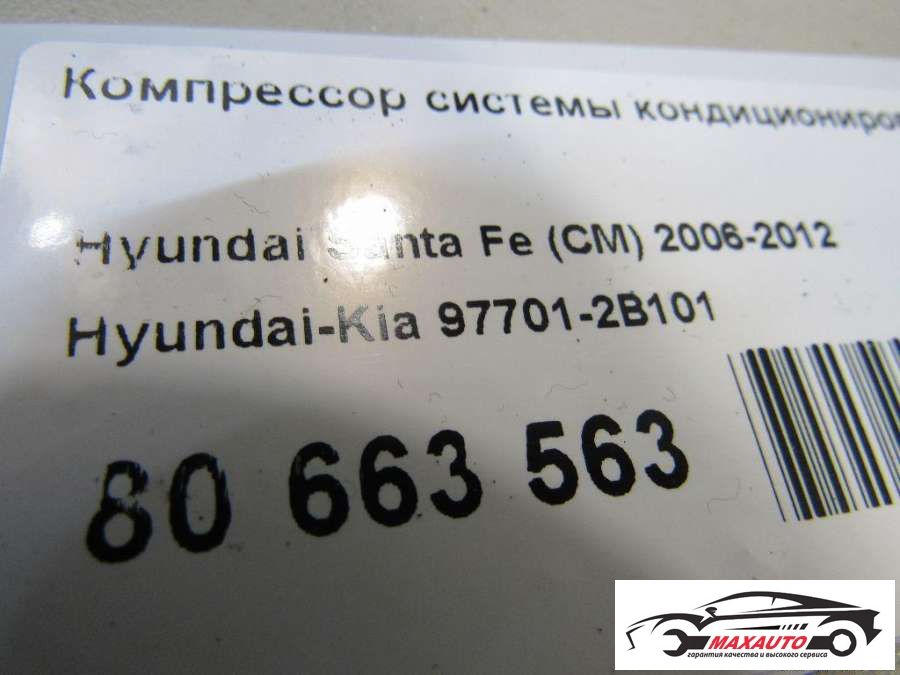 Компрессор системы кондициониров
Hyundai Santa Fe (CM) 2006-2012
Hyundai-Kia 97701-2B101
80 663 563
MAXAUTO
гарантия качества и высокого сервиса